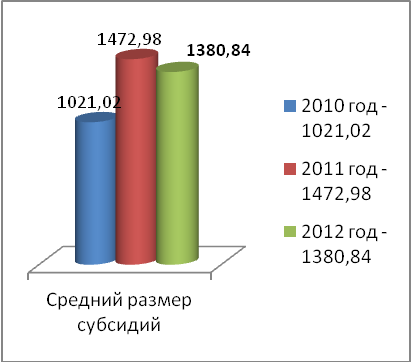 1472,98
1380,84
1021,02
2010 год -
1021,02
2011 год -
1472,98
2012 год -
1380,84
Средний размер
субсидий